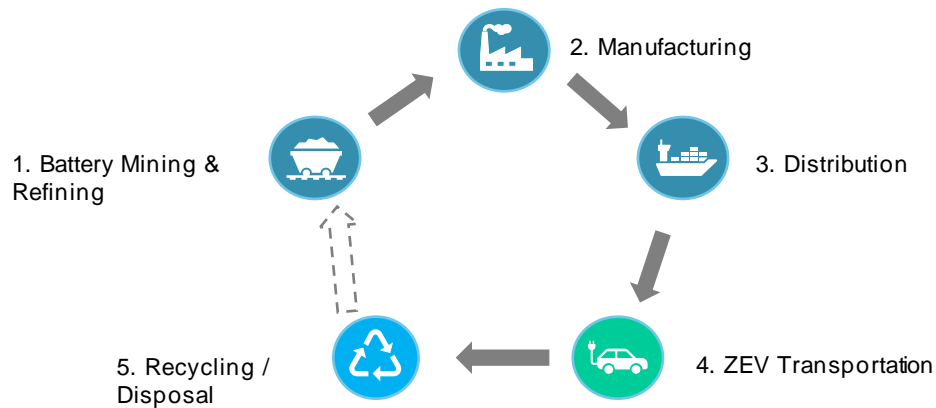 2. Manufacturing
1. Battery Mining &
Refining
3. Distribution
5. Recycling /
Disposal
4. ZEV Transportation